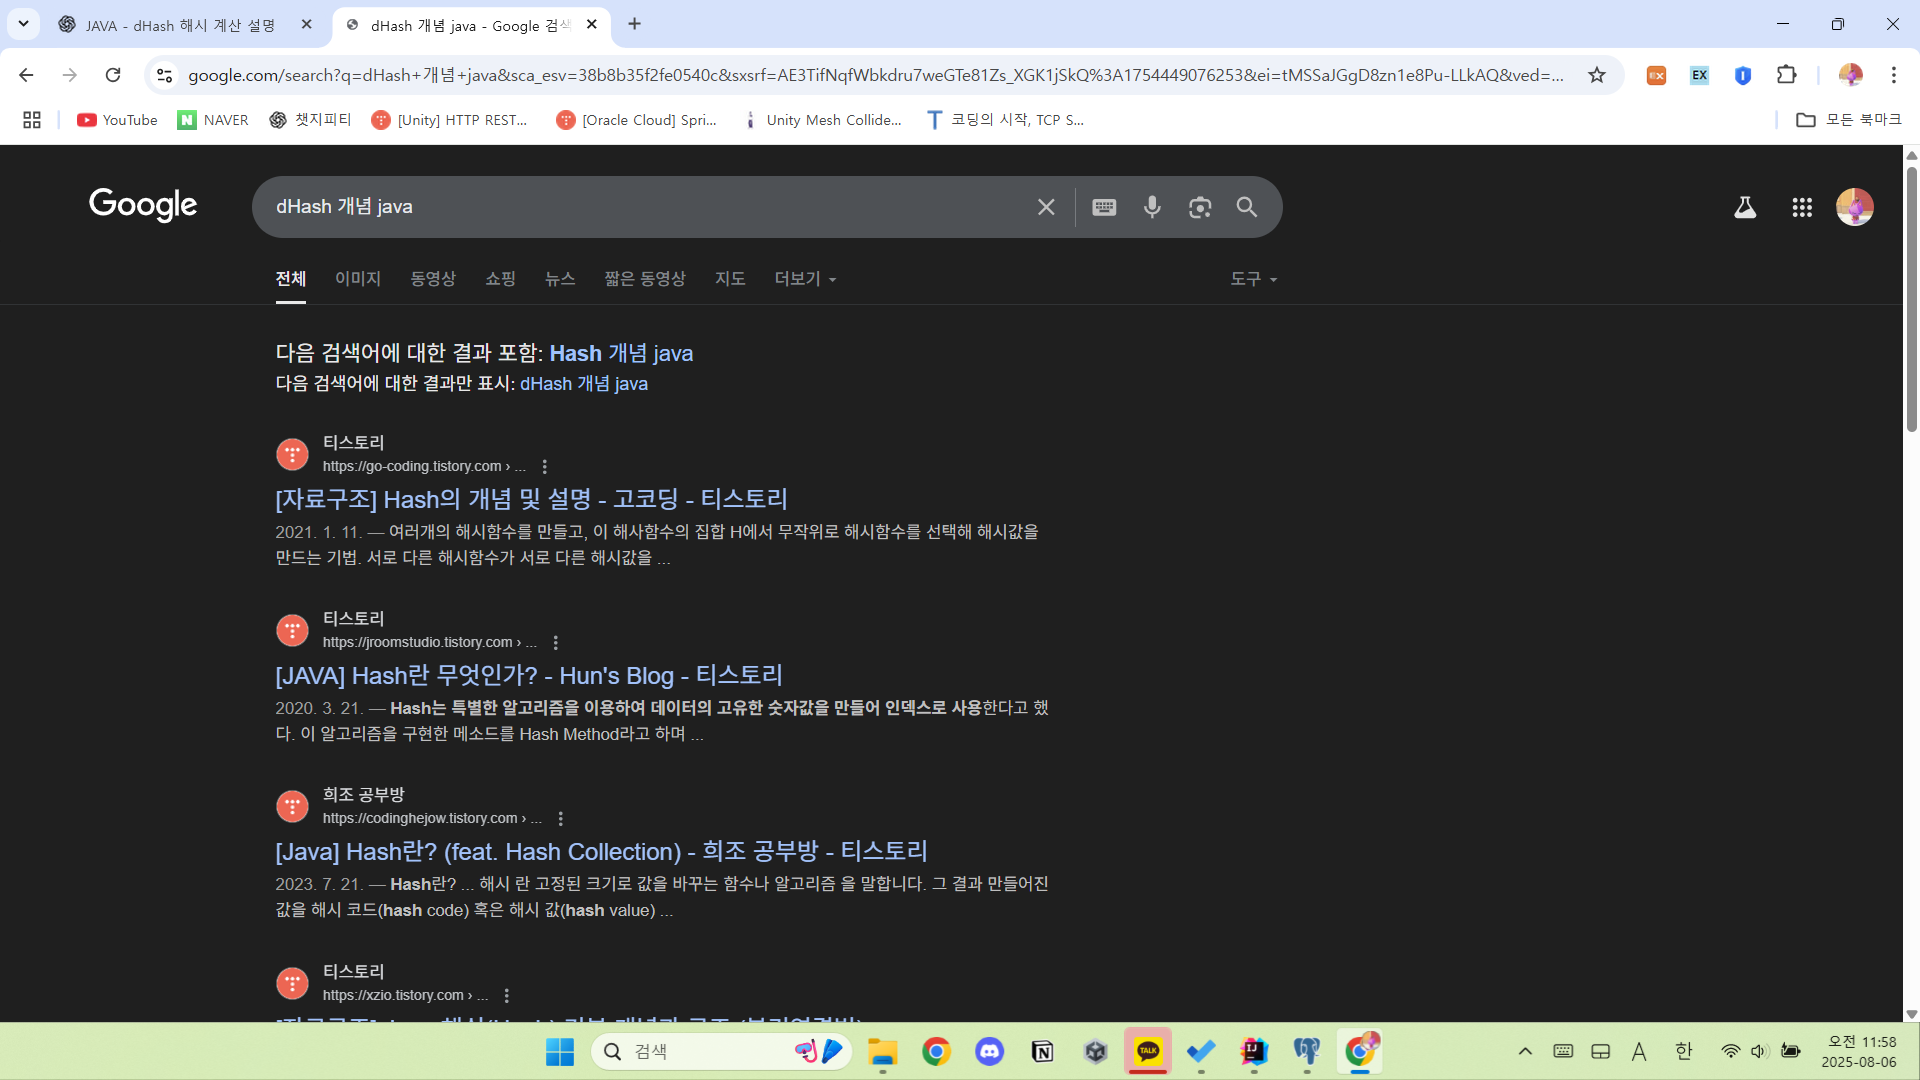 JAVA - dHash 해시 계산 설명
dHash 개념 java - Google 검색
google.com/search?q=dHash+개념+java&sca_esv=38b8b35f2fe0540c&sxsrf=AE3TifNqfWbkdru7weGTe81Zs_XGK1jSkQ%3A1754449076253&ei=tMSSaJGgD8zn1e8Pu-LLkAQ&ved=...
EX
YouTube
NAVER
챗지피티
[Unity] HTTP REST...
[Oracle Cloud] Spri...
Unity Mesh Collide...
코딩의 시작, TCP S...
모든 북마크
Google
dHash 개념 java
전체 이미지 동영상 쇼핑 뉴스 짧은 동영상 지도 더보기 도구
다음 검색어에 대한 결과 포함: Hash 개념 java
다음 검색어에 대한 결과만 표시: dHash 개념 java
티스토리
https://go-coding.tistory.com › ...
[자료구조] Hash의 개념 및 설명 - 고코딩 - 티스토리
2021. 1. 11. — 여러개의 해시함수를 만들고, 이 해사함수의 집합 H에서 무작위로 해시함수를 선택해 해시값을
만드는 기법. 서로 다른 해시함수가 서로 다른 해시값을 ...
티스토리
https://jroomstudio.tistory.com › ...
[JAVA] Hash란 무엇인가? - Hun's Blog - 티스토리
2020. 3. 21. — Hash는 특별한 알고리즘을 이용하여 데이터의 고유한 숫자값을 만들어 인덱스로 사용한다고 했
다. 이 알고리즘을 구현한 메소드를 Hash Method라고 하며 ...
희조 공부방
https://codinghejow.tistory.com › ...
[Java] Hash란? (feat. Hash Collection) - 희조 공부방 - 티스토리
2023. 7. 21. — Hash란? ... 해시 란 고정된 크기로 값을 바꾸는 함수나 알고리즘 을 말합니다. 그 결과 만들어진
값을 해시 코드(hash code) 혹은 해시 값(hash value) ...
티스토리
https://xzio.tistory.com › ...
검색
TALK
A
한
오전 11:58
2025-08-06